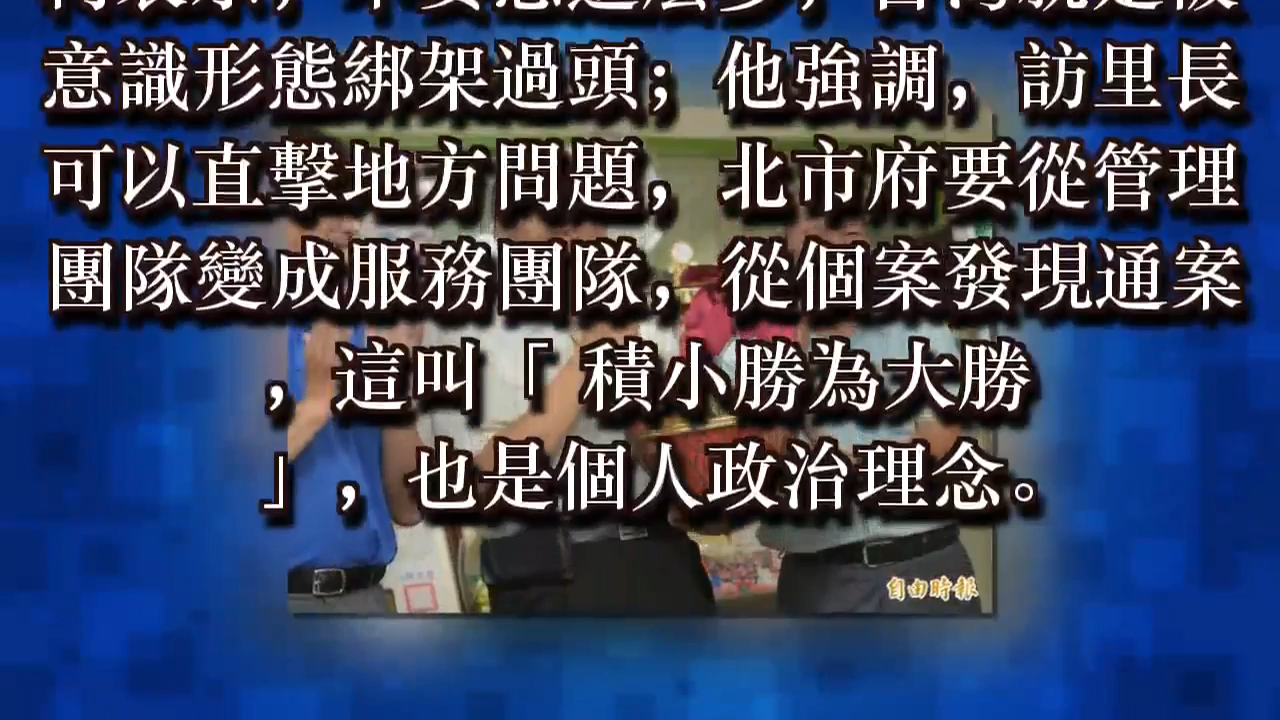 意識形態綁架過頭；他強調，訪里長
可以直擊地方問題，北市府要從管理
團隊變成服務團隊，從個案發現通案
，這叫「 積小勝為大勝
」，也是個人政治理念。
自由時報